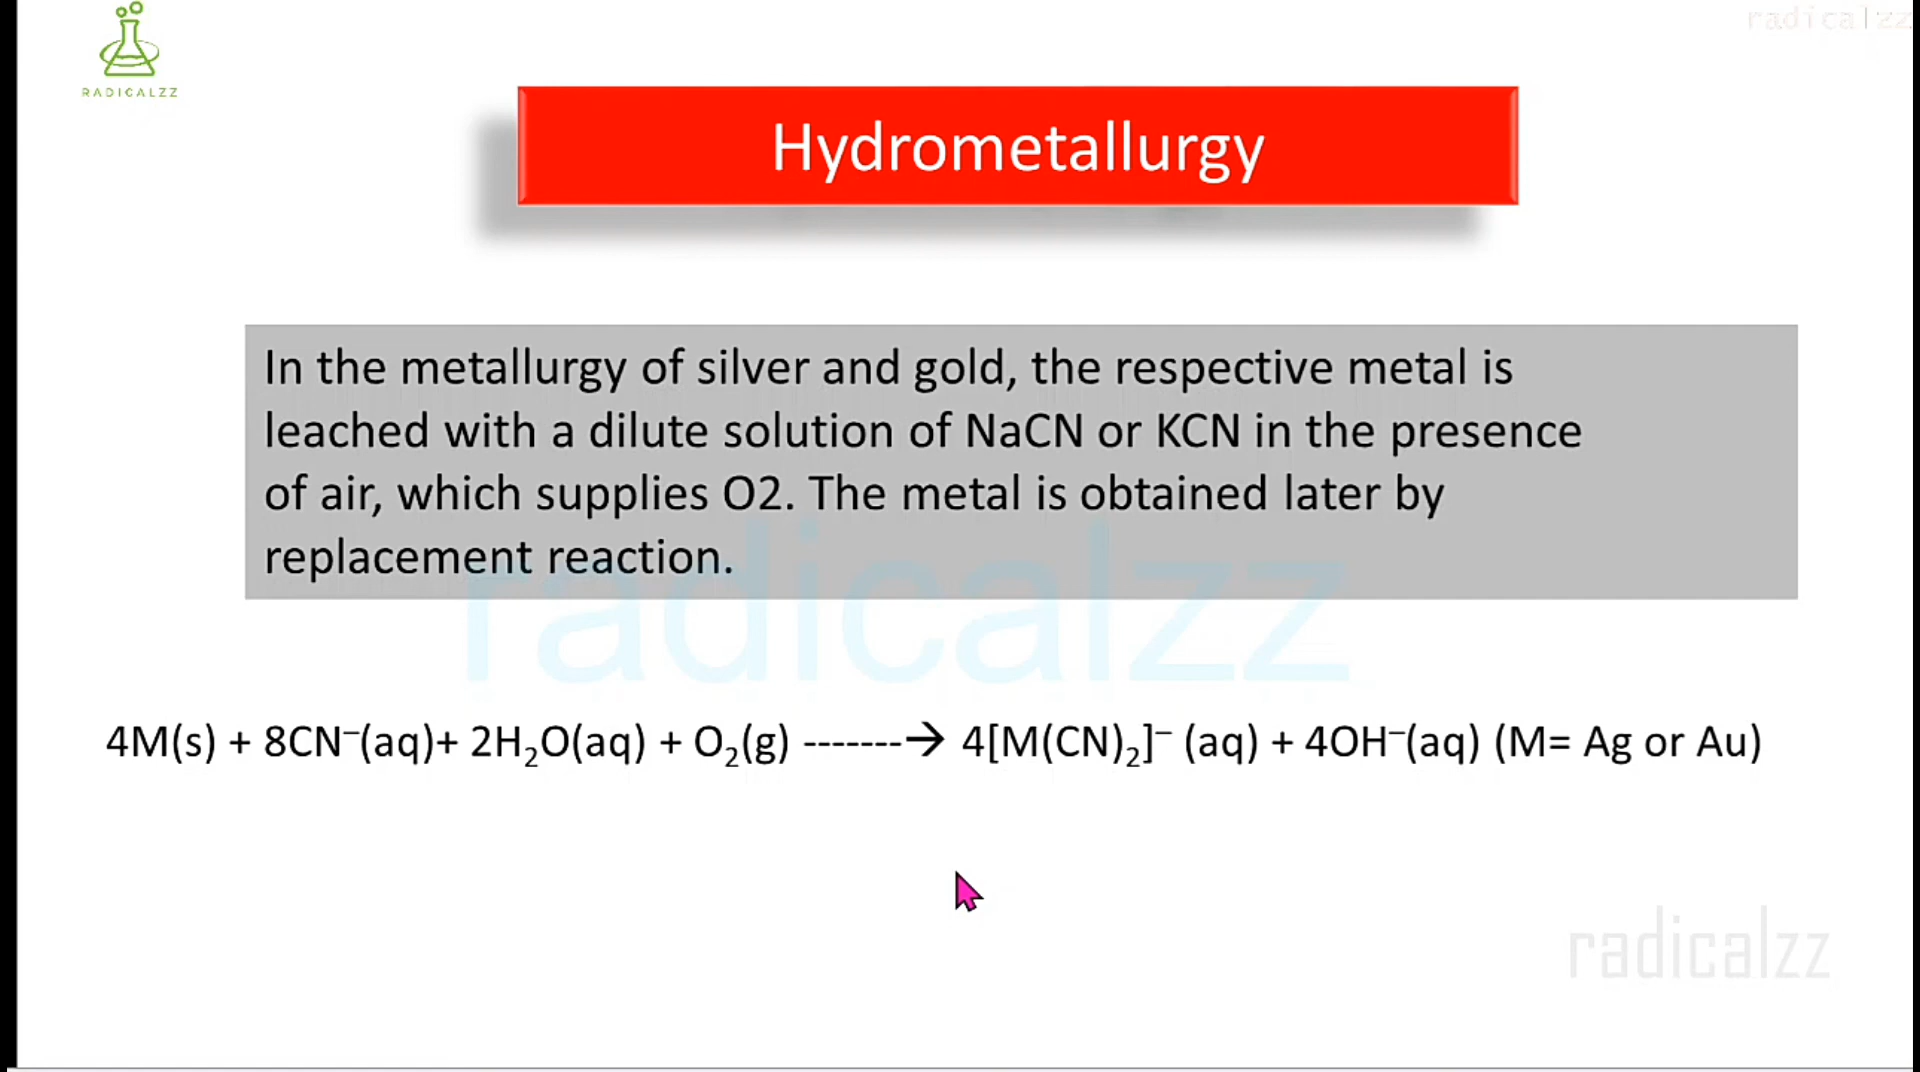 radicalzz
RADICALZZ
Hydrometallurgy
In the metallurgy of silver and gold, the respective metal is
leached with a dilute solution of NaCN or KCN in the presence
of air, which supplies O2. The metal is obtained later by
replacement reaction.
radicalzz
4M(s) + 8CN⁻(aq)+ 2H₂O(aq) + O₂(g) -------→ 4[M(CN)₂]⁻ (aq) + 4OH⁻(aq) (M= Ag or Au)
radicalzz